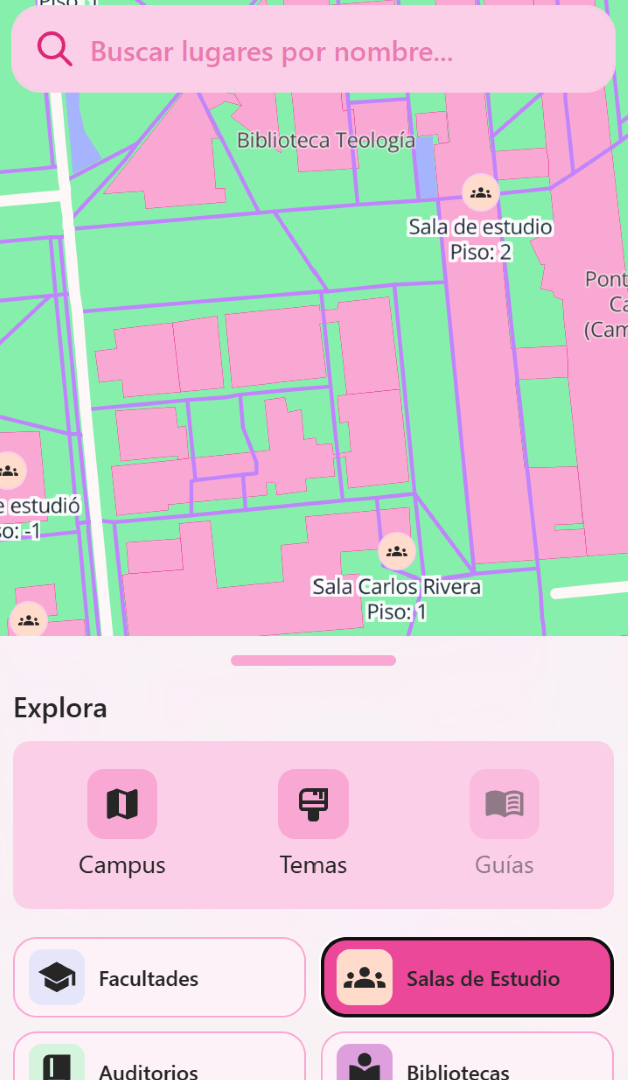 Piso: 1
Buscar lugares por nombre...
Biblioteca Teología
Sala de estudio
Piso: 2
Pont
Ca
(Cam
e estudió
so: -1
Sala Carlos Rivera
Piso: 1
Explora
Campus
Temas
Guías
Facultades
Salas de Estudio
Auditorios
Bibliotecas